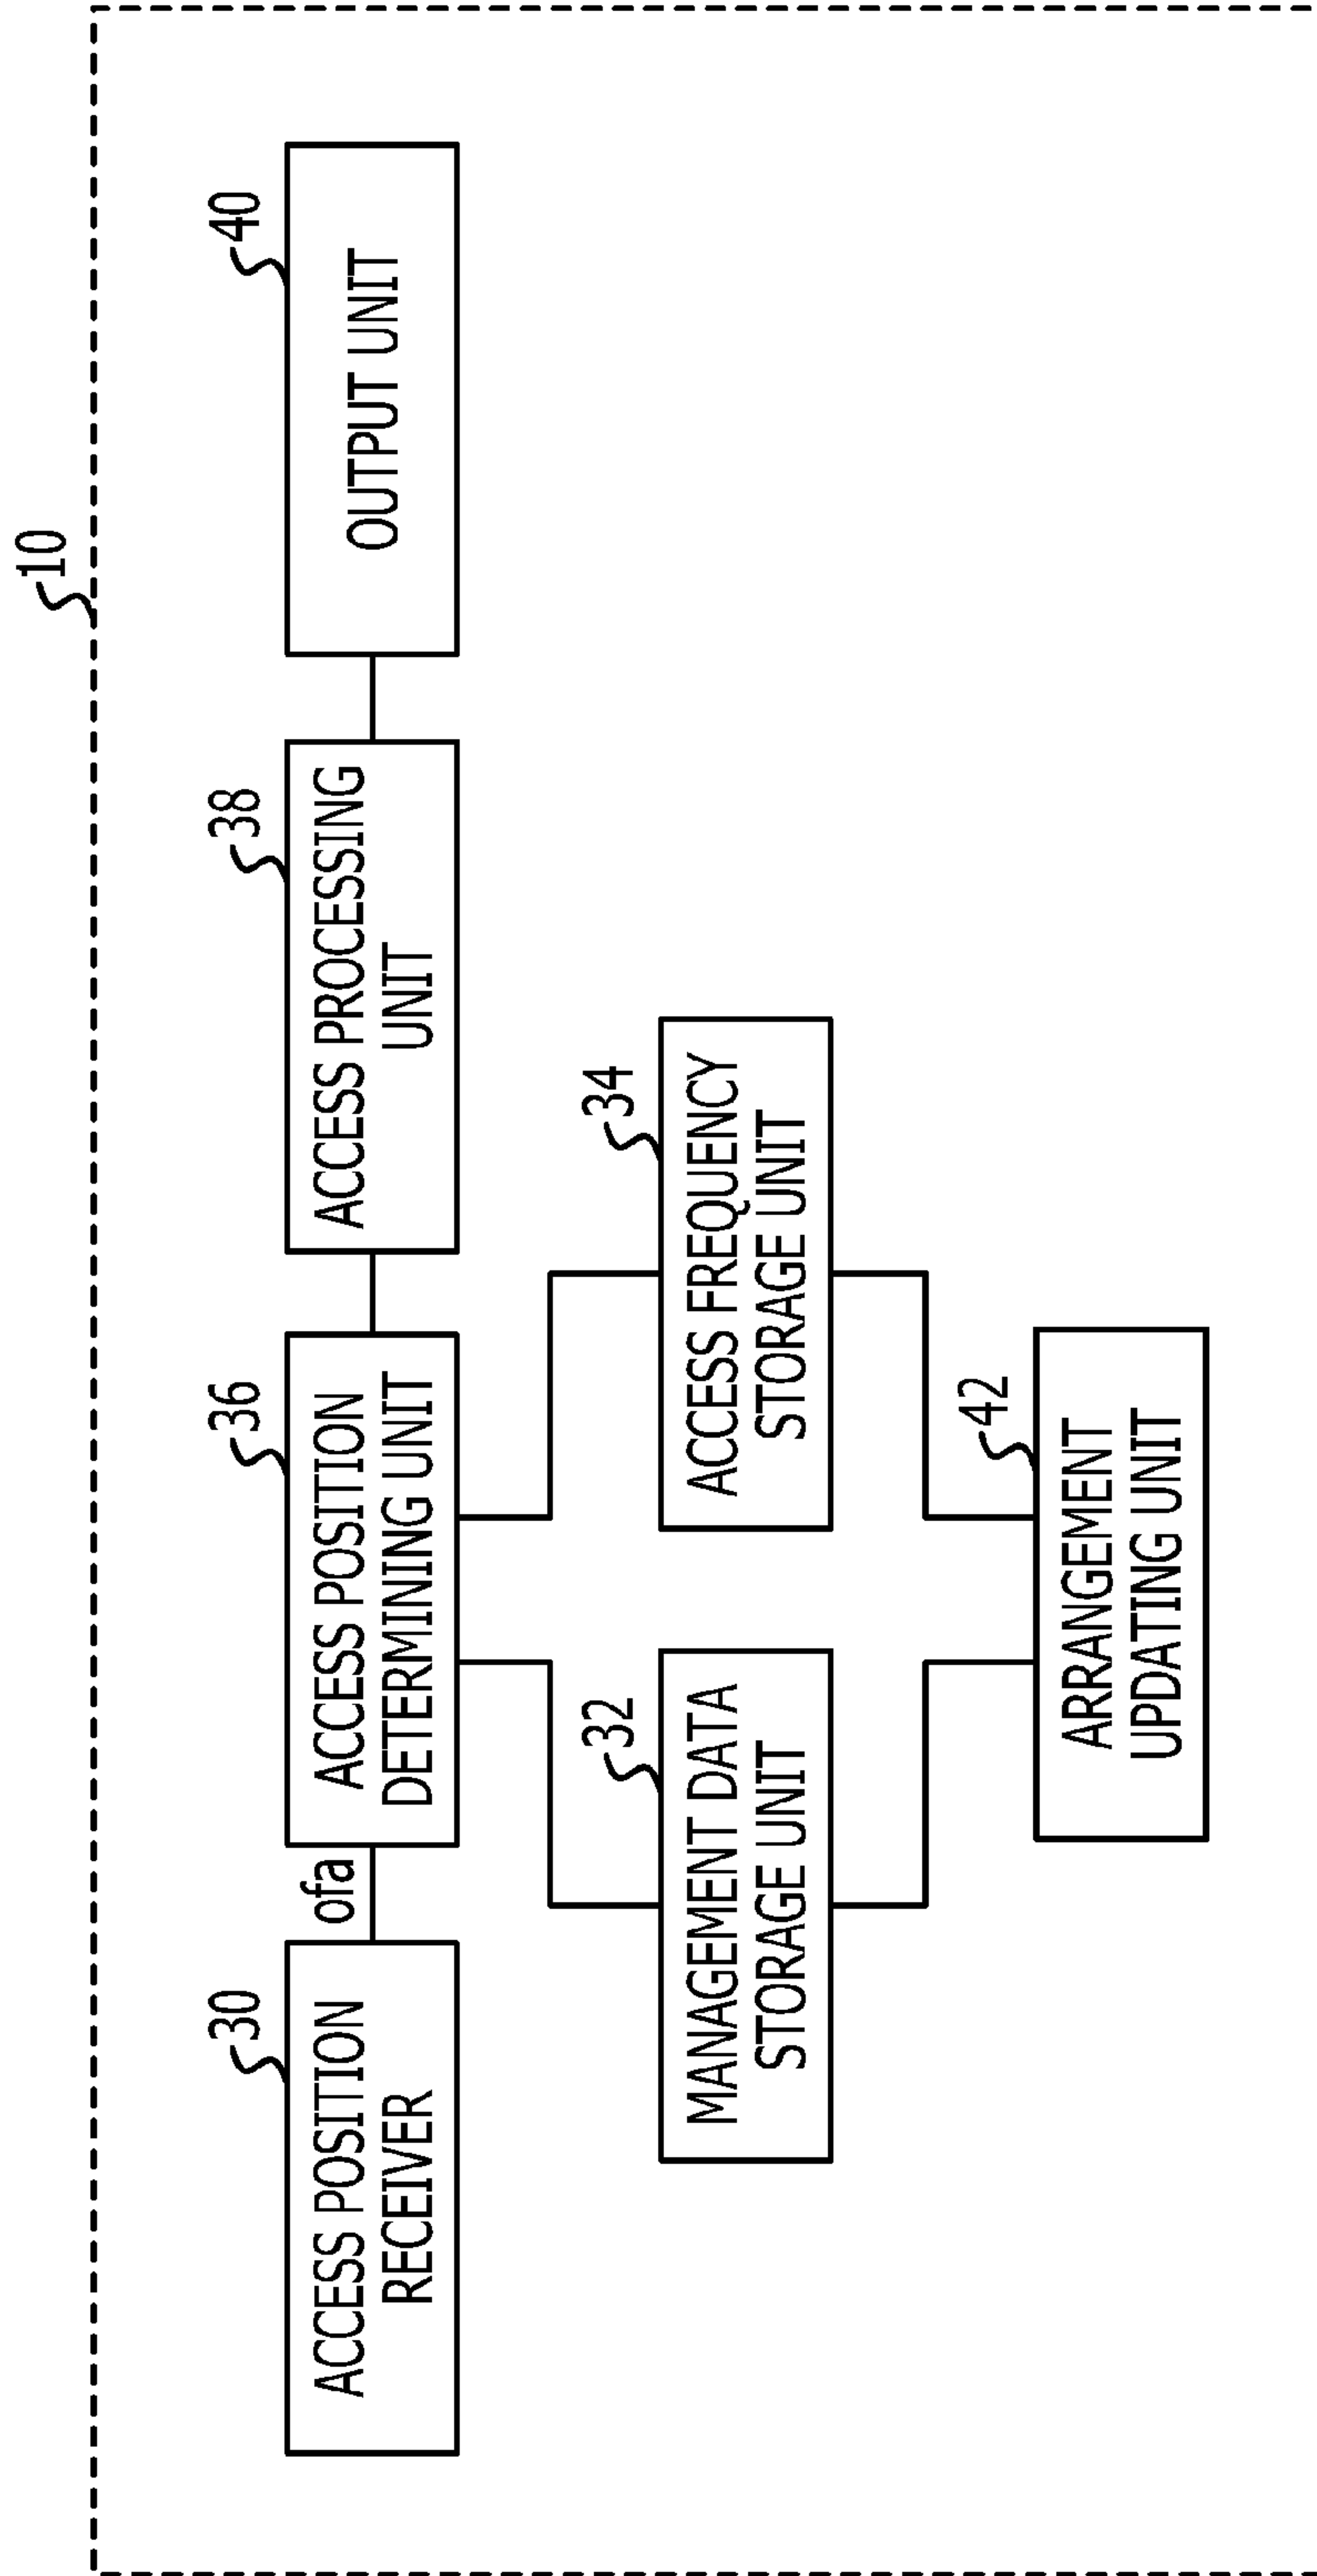 10
30
ACCESS POSITION
RECEIVER
ofa
36
ACCESS POSITION
DETERMINING UNIT
38
ACCESS PROCESSING
UNIT
40
OUTPUT UNIT
32
MANAGEMENT DATA
STORAGE UNIT
34
ACCESS FREQUENCY
STORAGE UNIT
42
ARRANGEMENT
UPDATING UNIT